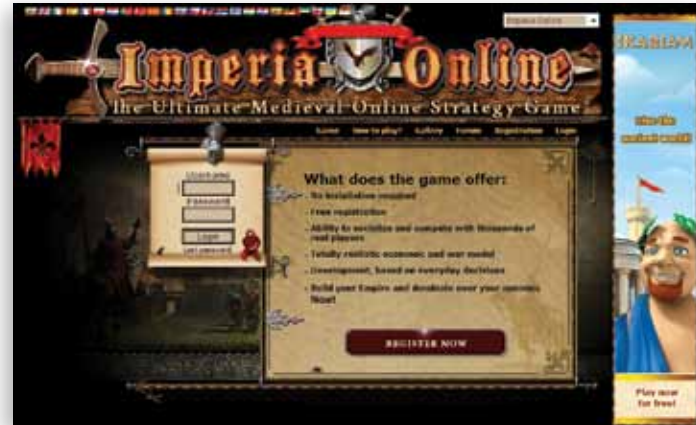 Imperia Online
IKARIAM
Imperia Online
The Ultimate Medieval Online Strategy Game
How to play? Gallery Forum Registration Login
Username
Password
Login
Lost password
What does the game offer:
- No installation required
- Free registration
- Ability to socialize and compete with thousands of
real players
- Totally realistic economic and war model
- Development, based on everyday decisions
- Build your Empire and dominate over your enemies
Now!
REGISTER NOW
Play now
for free!